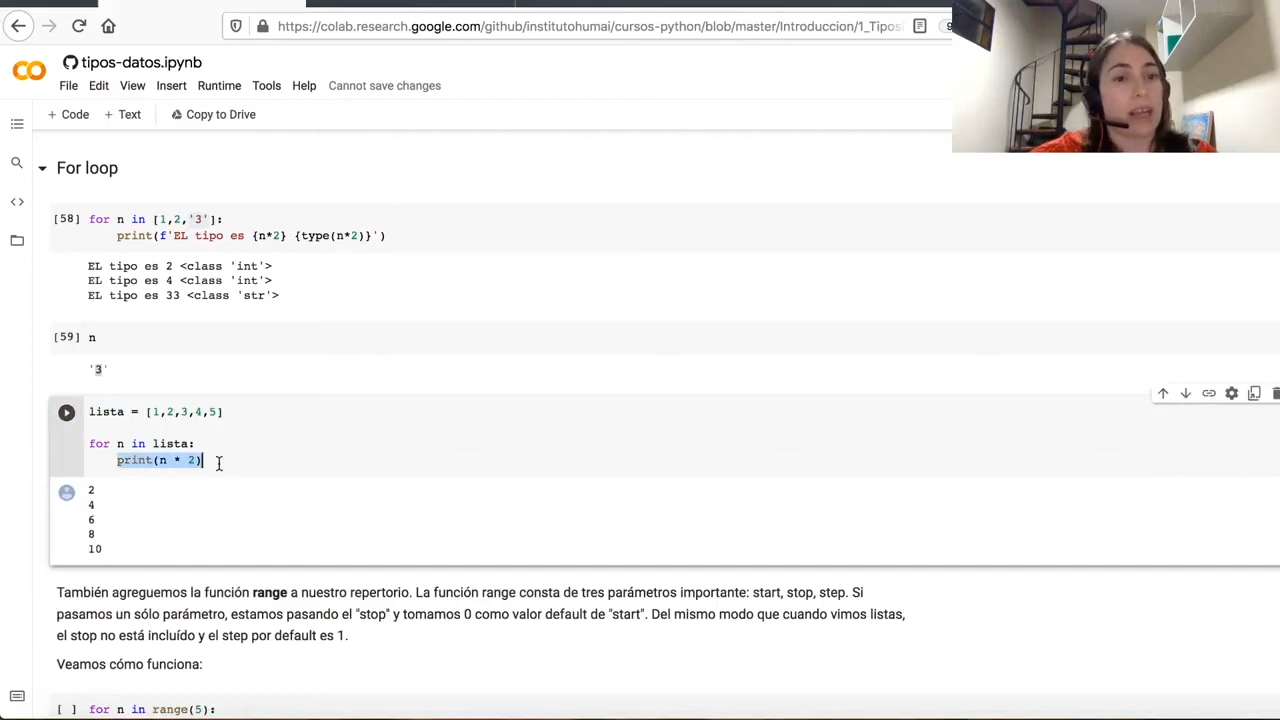 https://colab.research.google.com/github/institutohumai/cursos-python/blob/master/Introduccion/1_Tipos
tipos-datos.ipynb
File Edit View Insert Runtime Tools Help Cannot save changes
+ Code + Text Copy to Drive
For loop
[58] for n in [1,2,'3']:
print(f'EL tipo es {n*2} {type(n*2)}')
EL tipo es 2 <class 'int'>
EL tipo es 4 <class 'int'>
EL tipo es 33 <class 'str'>
[59] n
'3'
lista = [1,2,3,4,5]
for n in lista:
print(n * 2)
2
4
6
8
10
También agreguemos la función range a nuestro repertorio. La función range consta de tres parámetros importante: start, stop, step. Si
pasamos un sólo parámetro, estamos pasando el "stop" y tomamos 0 como valor default de "start". Del mismo modo que cuando vimos listas,
el stop no está incluído y el step por default es 1.
Veamos cómo funciona:
[ ] for n in range(5):